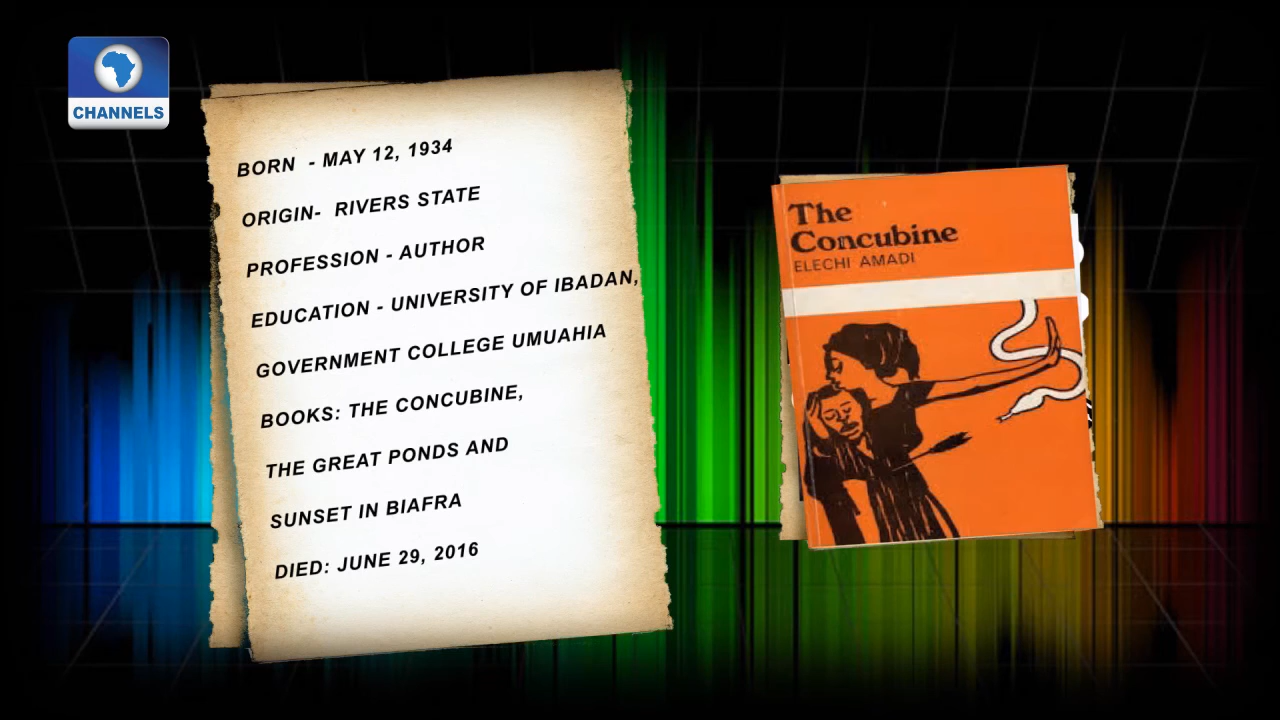 CHANNELS
BORN - MAY 12, 1934
ORIGIN- RIVERS STATE
PROFESSION - AUTHOR
EDUCATION - UNIVERSITY OF IBADAN,
GOVERNMENT COLLEGE UMUAHIA
BOOKS: THE CONCUBINE,
THE GREAT PONDS AND
SUNSET IN BIAFRA
DIED: JUNE 29, 2016
The
Concubine
ELECHI AMADI